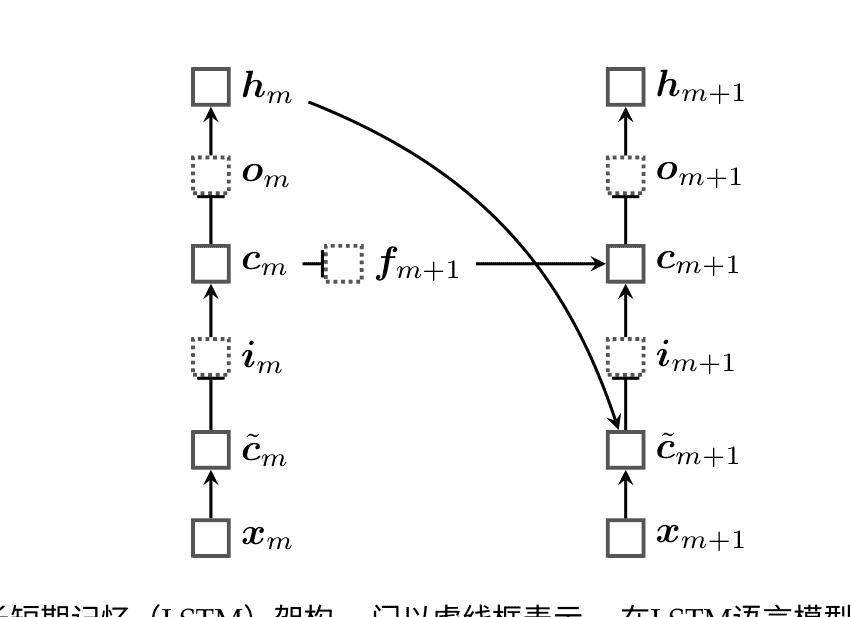 h_m h_{m+1}
o_m o_{m+1}
c_m f_{m+1} c_{m+1}
i_m i_{m+1}
c̃_m c̃_{m+1}
x_m x_{m+1}
短期记忆（LSTM）架构 门以虚线框表示 在LSTM语言模型